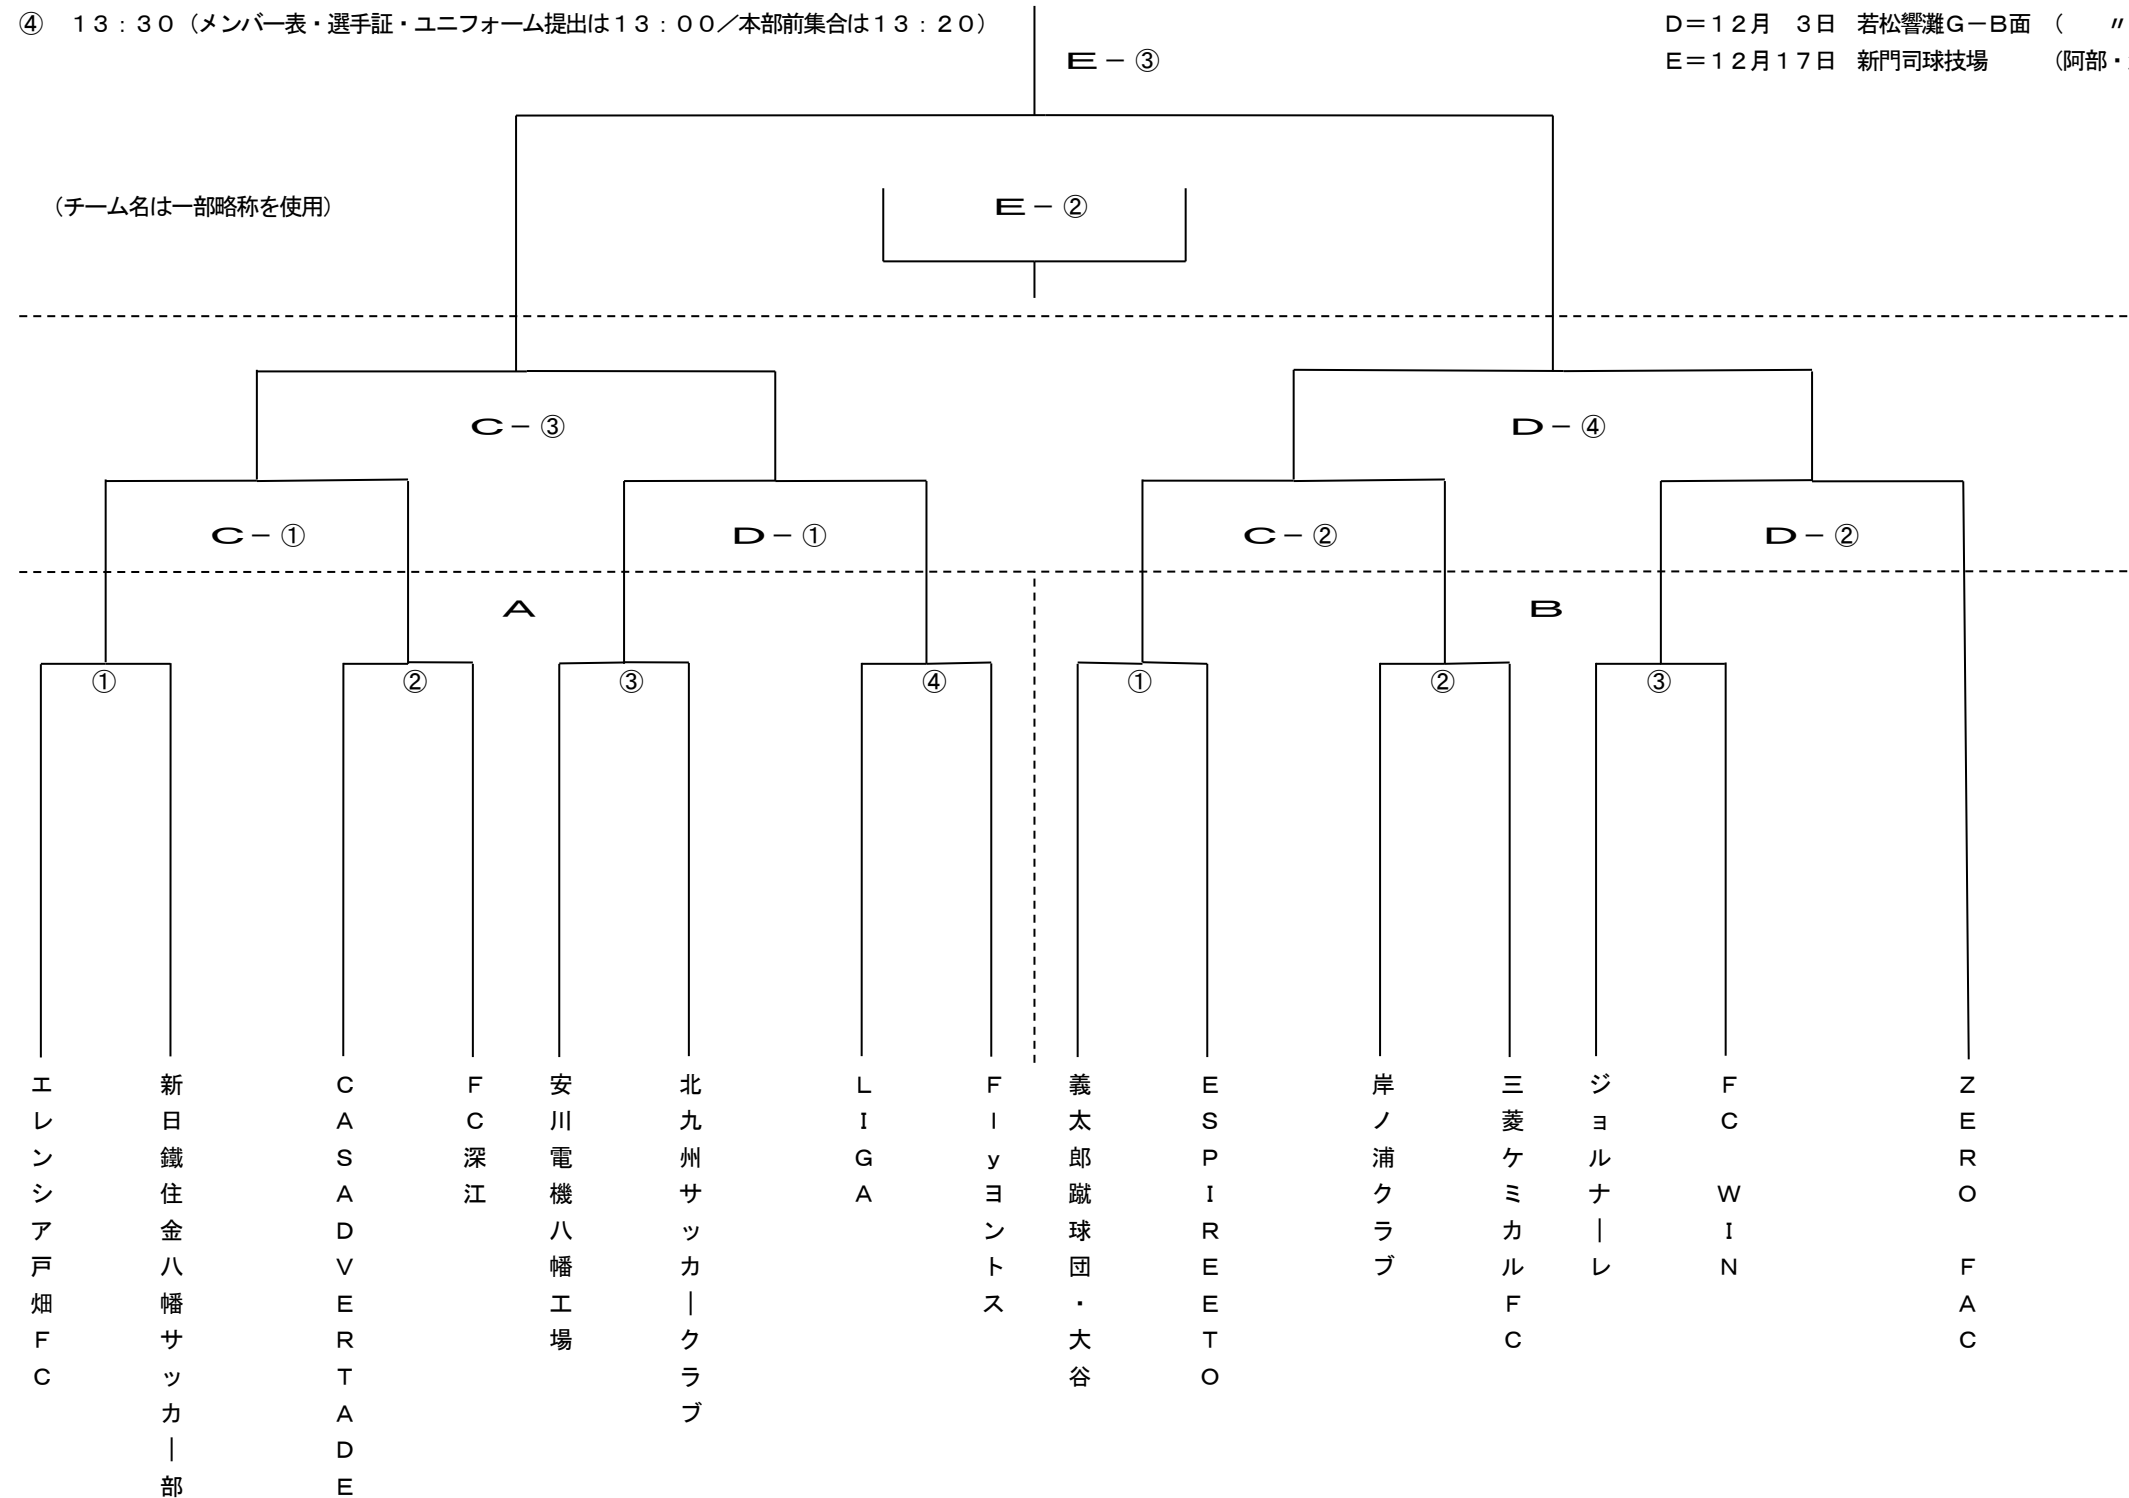 ④ 13:30(メンバー表・選手証・ユニフォーム提出は13:00/本部前集合は13:20)
D=12月 3日 若松響灘G-B面 ( 〃
E=12月17日 新門司球技場 (阿部・
E-③
(チーム名は一部略称を使用)
E-②
C-③
D-④
C-①
D-①
C-②
D-②
A
B
①
②
③
④
①
②
③
エレンシア戸畑FC
新日鐵住金八幡サッカー部
CASADVERTADE
FC深江
安川電機八幡工場
北九州サッカークラブ
LIGA
Flyヨントス
義太郎蹴球団・大谷
ESPIREETO
岸ノ浦クラブ
三菱ケミカルFC
ジョルナーレ
FC WIN
ZERO FAC